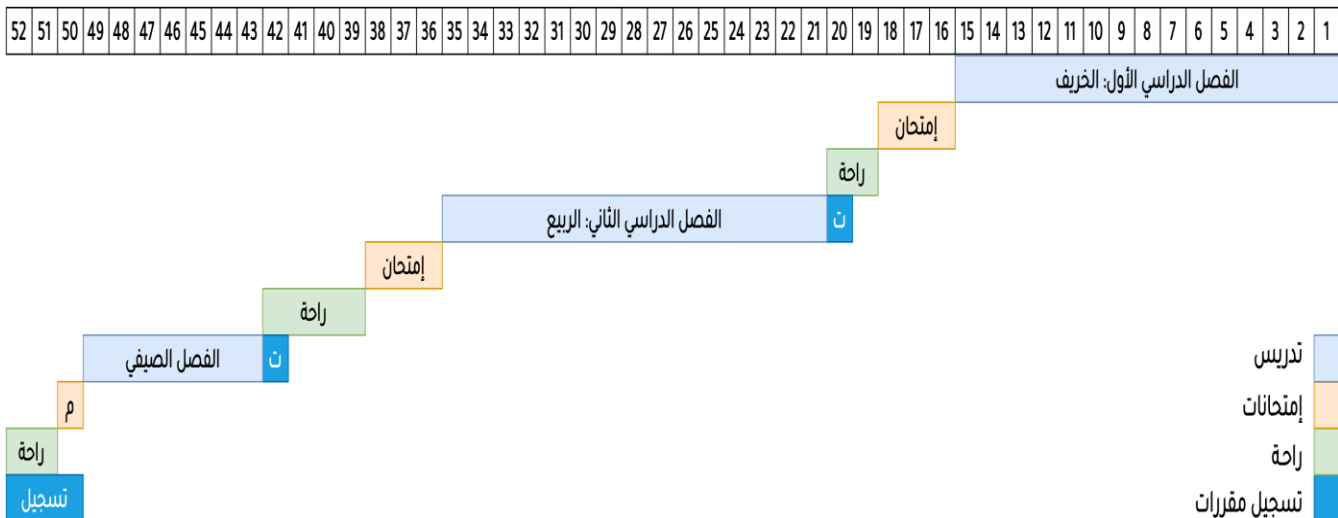 1 2 3 4 5 6 7 8 9 10 11 12 13 14 15 16 17 18 19 20 21 22 23 24 25 26 27 28 29 30 31 32 33 34 35 36 37 38 39 40 41 42 43 44 45 46 47 48 49 50 51 52
الفصل الدراسي الأول: الخريف
إمتحان
راحة
ت
الفصل الدراسي الثاني: الربيع
إمتحان
راحة
ت
الفصل الصيفي
م
راحة
تسجيل
تدريس
إمتحانات
راحة
تسجيل مقررات